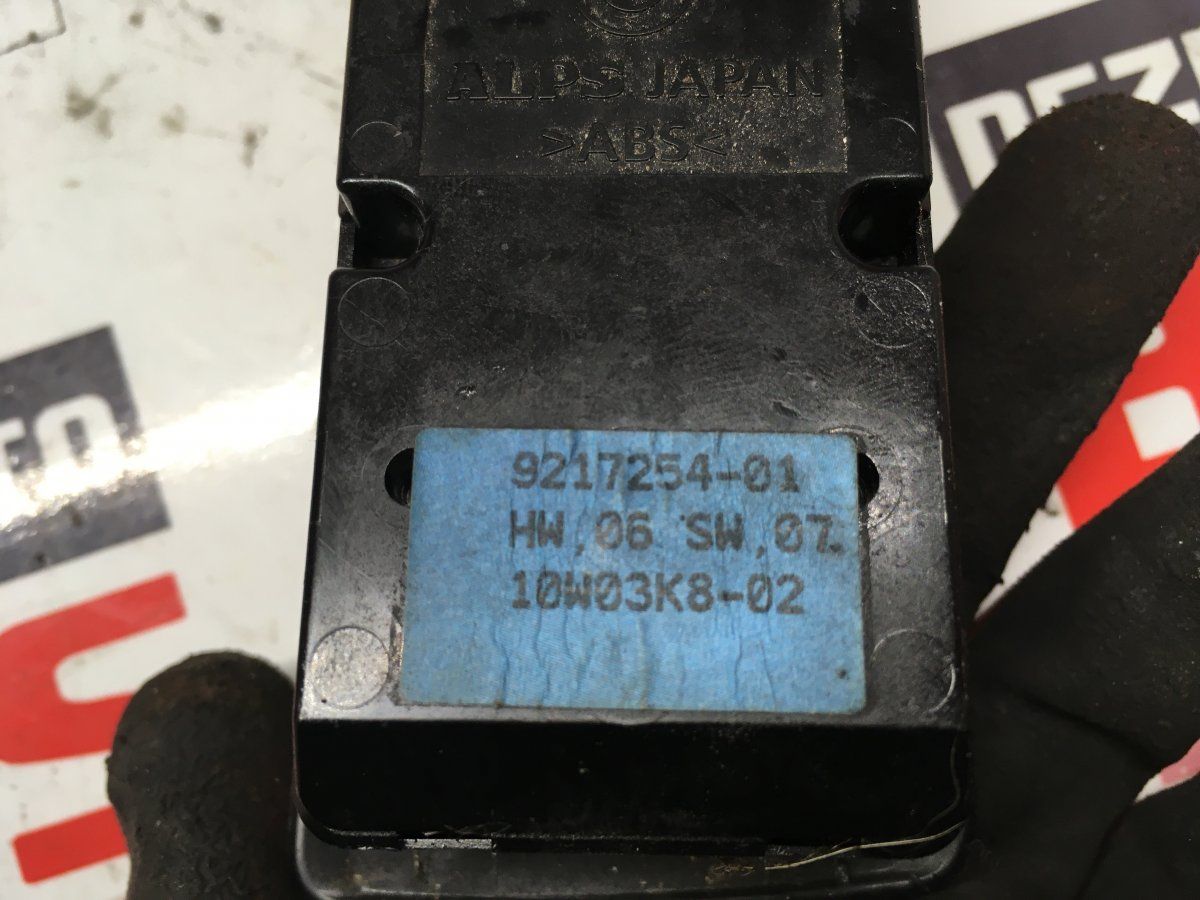 ALPS JAPAN
>ABS<
9217254-01
HW,06 SW,07.
10W03K8-02